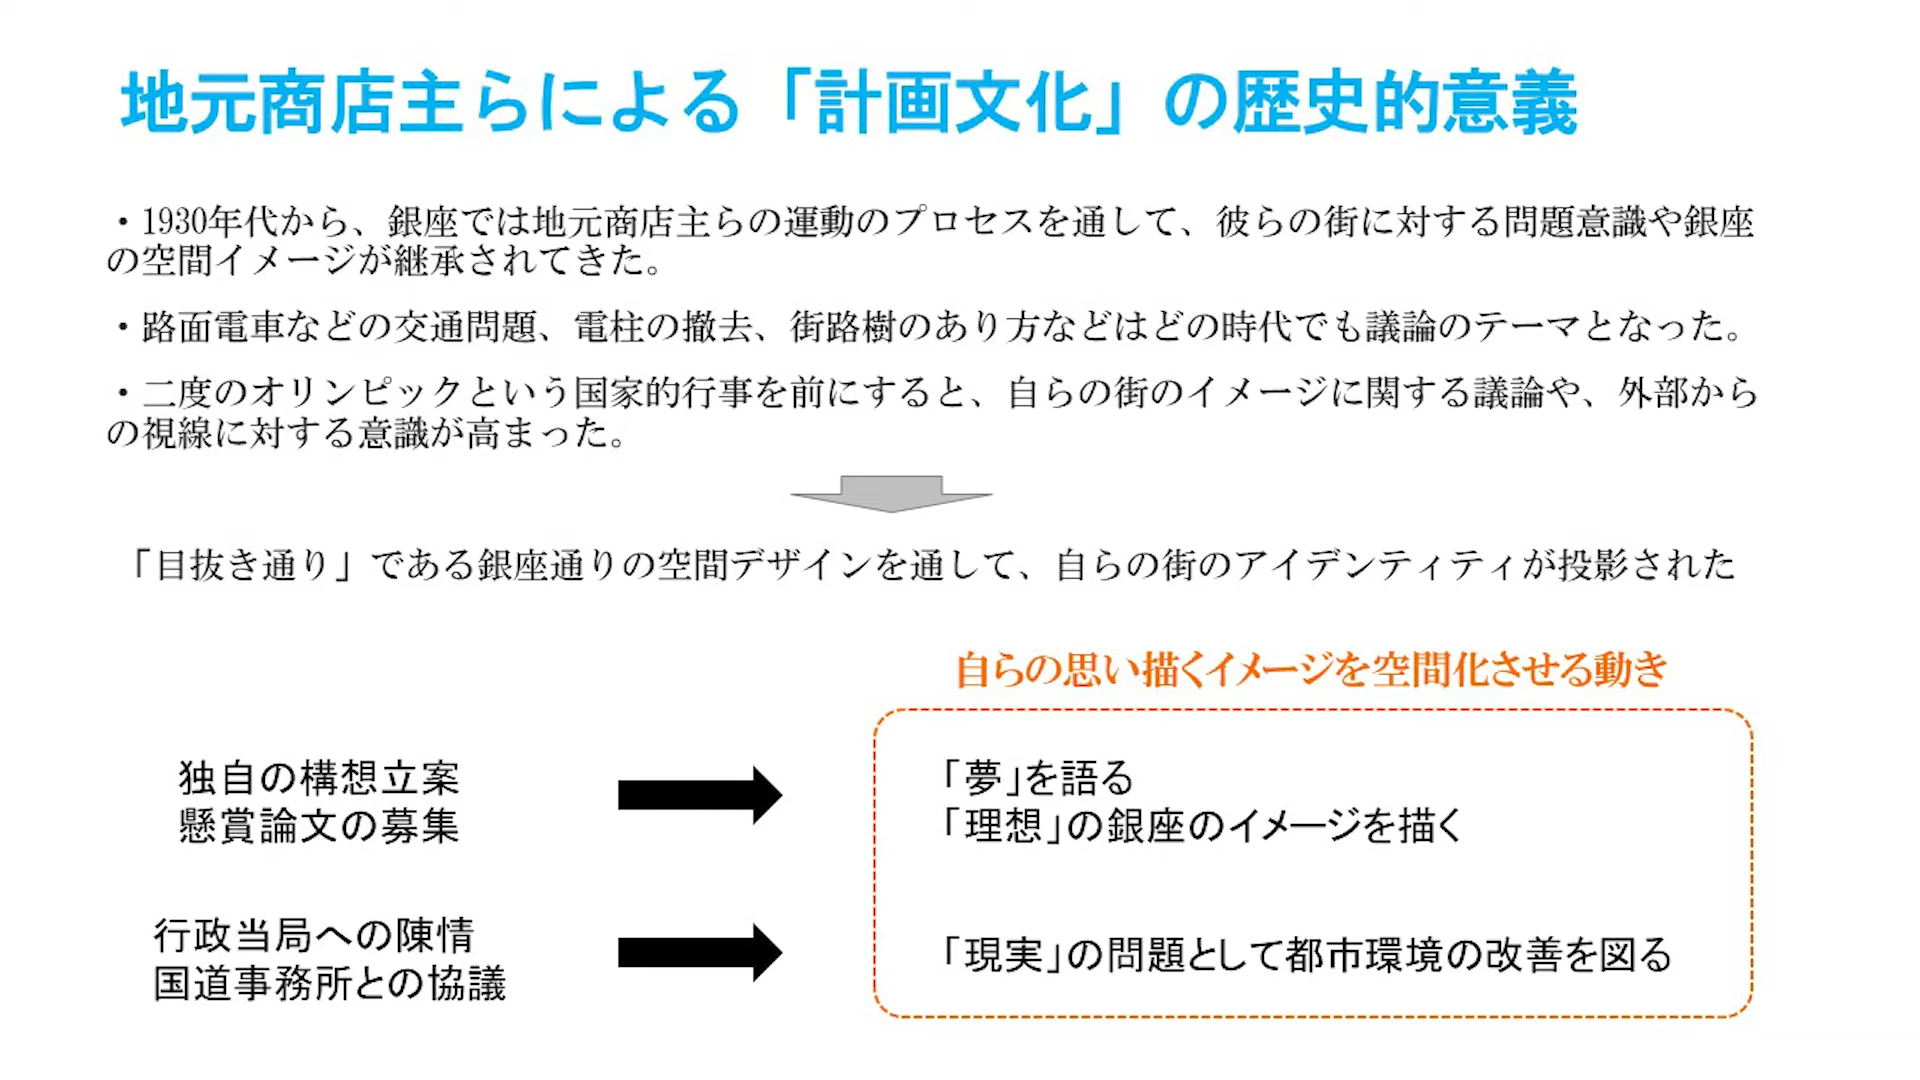 地元商店主らによる「計画文化」の歴史的意義
・1930年代から、銀座では地元商店主らの運動のプロセスを通して、彼らの街に対する問題意識や銀座
の空間イメージが継承されてきた。
・路面電車などの交通問題、電柱の撤去、街路樹のあり方などはどの時代でも議論のテーマとなった。
・二度のオリンピックという国家的行事を前にすると、自らの街のイメージに関する議論や、外部から
の視線に対する意識が高まった。
「目抜き通り」である銀座通りの空間デザインを通して、自らの街のアイデンティティが投影された
自らの思い描くイメージを空間化させる動き
独自の構想立案
懸賞論文の募集
「夢」を語る
「理想」の銀座のイメージを描く
行政当局への陳情
国道事務所との協議
「現実」の問題として都市環境の改善を図る